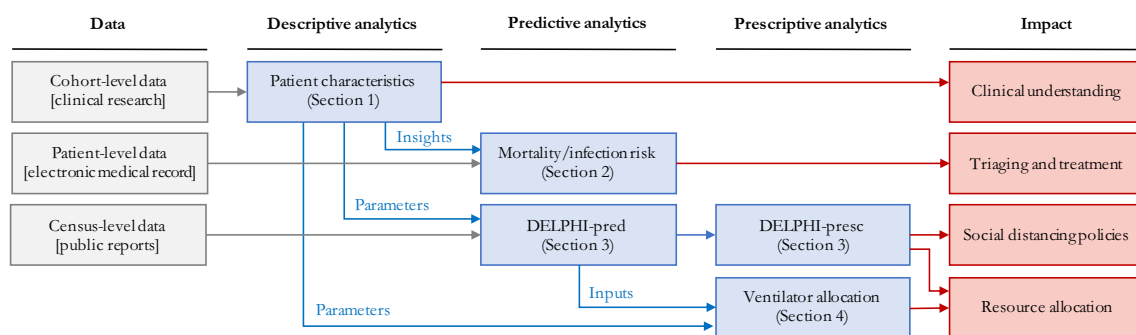 Data
Descriptive analytics
Predictive analytics
Prescriptive analytics
Impact
Cohort-level data
[clinical research]
Patient characteristics
(Section 1)
Clinical understanding
Insights
Patient-level data
[electronic medical record]
Mortality/infection risk
(Section 2)
Triaging and treatment
Parameters
Census-level data
[public reports]
DELPHI-pred
(Section 3)
DELPHI-presc
(Section 3)
Social distancing policies
Inputs
Parameters
Ventilator allocation
(Section 4)
Resource allocation